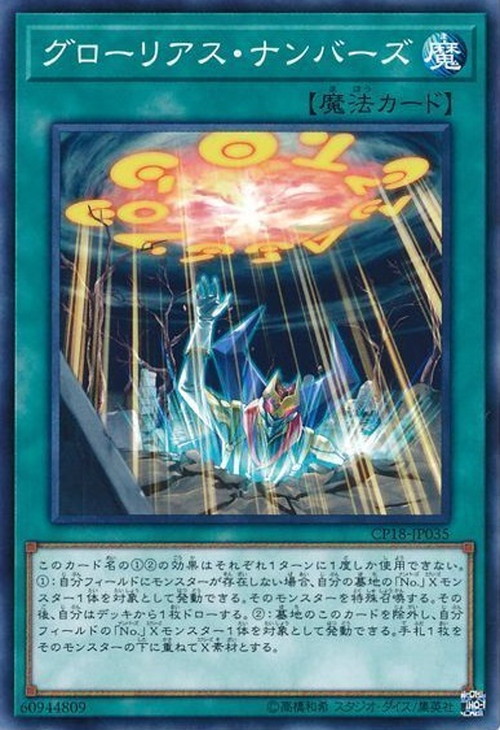 グローリアス・ナンバーズ
魔
【魔法カード】
CP18-JP035
このカード名の①②の効果はそれぞれ1ターンに1度しか使用できない。
①：自分フィールドにモンスターが存在しない場合、自分の墓地の「No.」Xモン
スター1体を対象として発動できる。そのモンスターを特殊召喚する。その
後、自分はデッキから1枚ドローする。②：墓地のこのカードを除外し、自分
フィールドの「No.」Xモンスター1体を対象として発動できる。手札1枚を
そのモンスターの下に重ねてX素材とする。
60944809
©高橋和希 スタジオ・ダイス/集英社